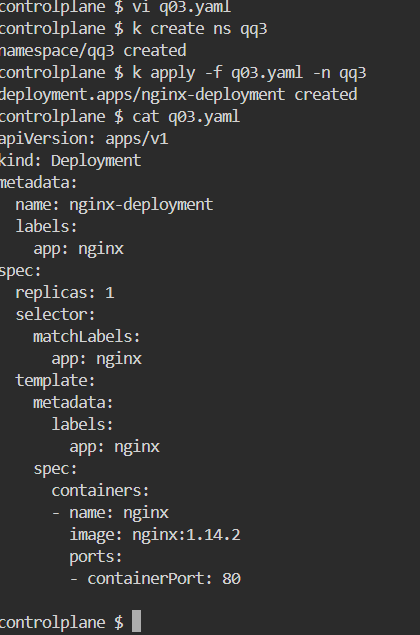 controlplane $ vi q03.yaml
controlplane $ k create ns qq3
namespace/qq3 created
controlplane $ k apply -f q03.yaml -n qq3
deployment.apps/nginx-deployment created
controlplane $ cat q03.yaml
apiVersion: apps/v1
kind: Deployment
metadata:
  name: nginx-deployment
  labels:
    app: nginx
spec:
  replicas: 1
  selector:
    matchLabels:
      app: nginx
  template:
    metadata:
      labels:
        app: nginx
    spec:
      containers:
      - name: nginx
        image: nginx:1.14.2
        ports:
        - containerPort: 80
controlplane $